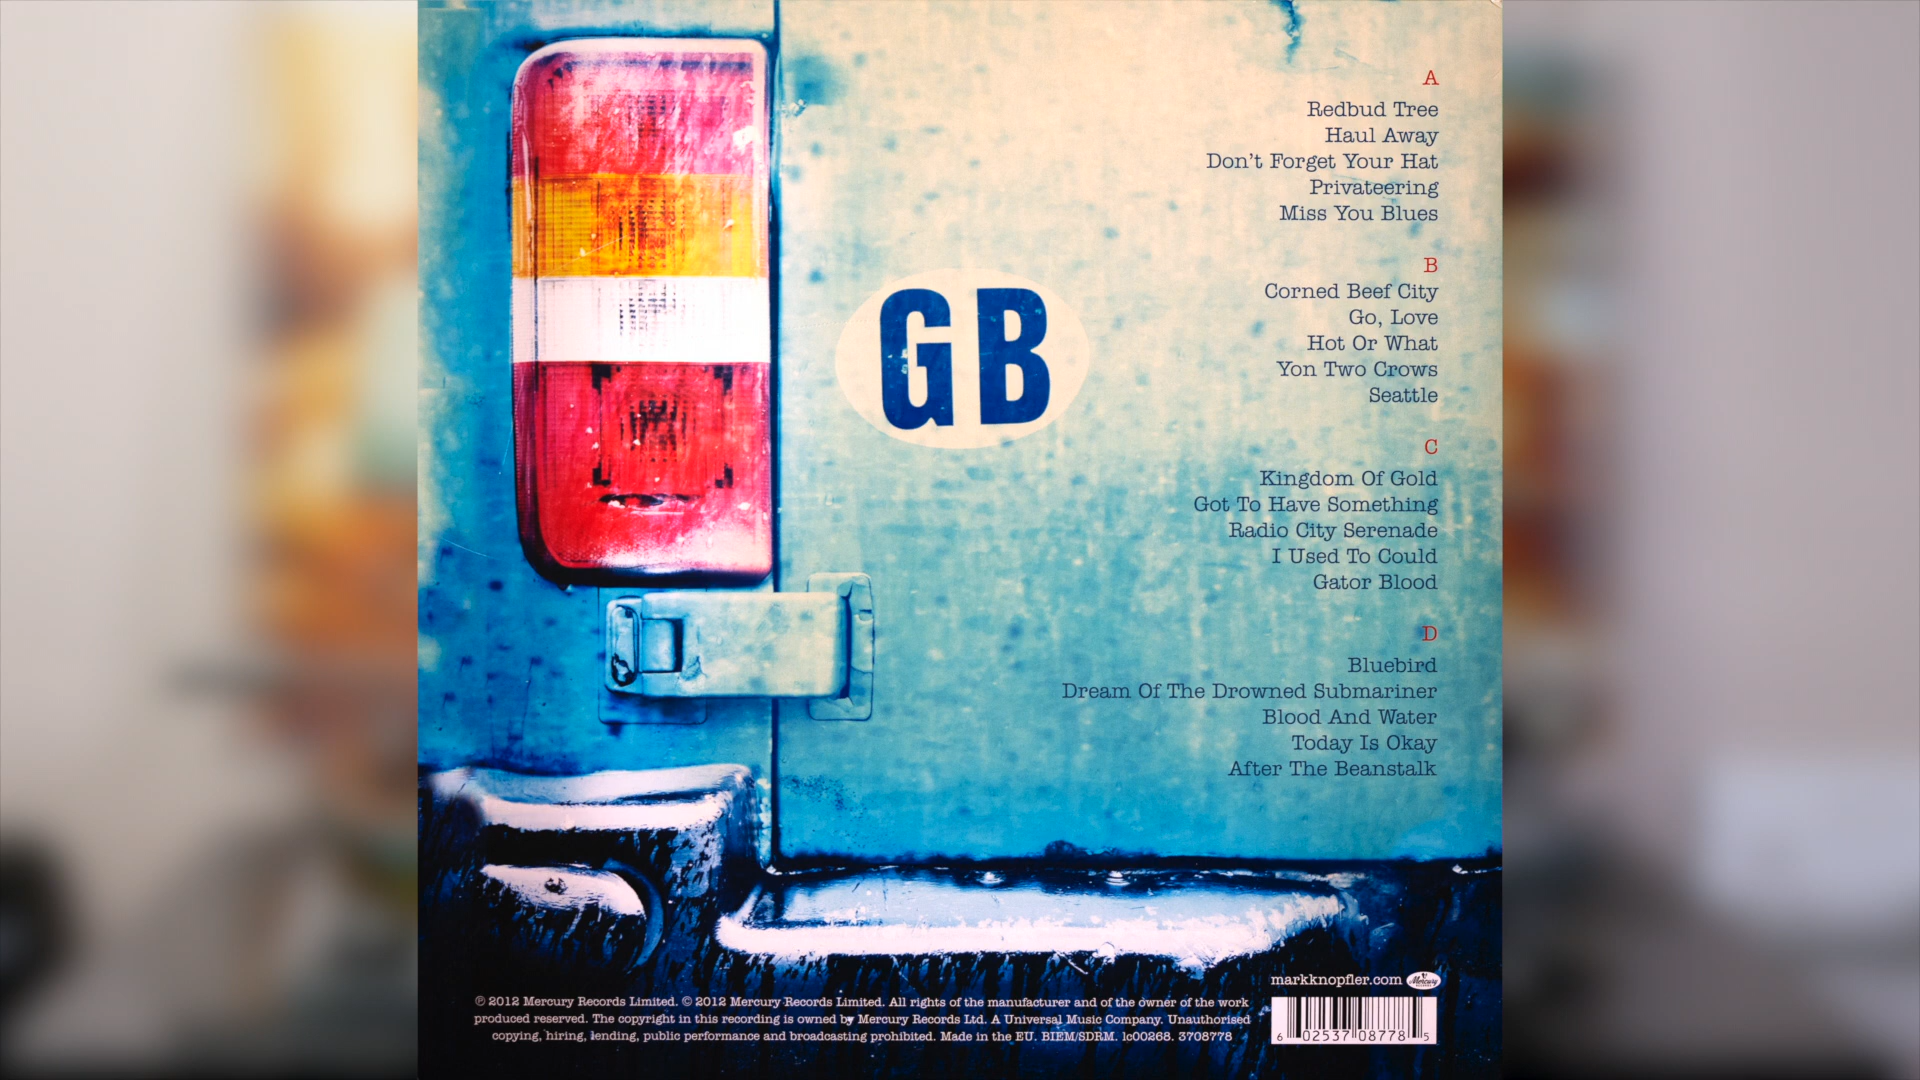 GB
A
Redbud Tree
Haul Away
Don't Forget Your Hat
Privateering
Miss You Blues
B
Corned Beef City
Go, Love
Hot Or What
Yon Two Crows
Seattle
C
Kingdom Of Gold
Got To Have Something
Radio City Serenade
I Used To Could
Gator Blood
D
Bluebird
Dream Of The Drowned Submariner
Blood And Water
Today Is Okay
After The Beanstalk
markknopfler.com Mercury
℗ 2012 Mercury Records Limited. © 2012 Mercury Records Limited. All rights of the manufacturer and of the owner of the work
produced reserved. The copyright in this recording is owned by Mercury Records Ltd. A Universal Music Company. Unauthorised
copying, hiring, lending, public performance and broadcasting prohibited. Made in the EU. BIEM/SDRM. lc00268. 3708778
6 02537 08778 5